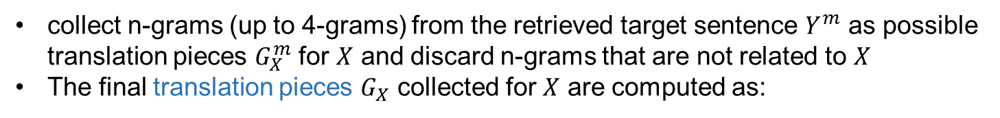 • collect n-grams (up to 4-grams) from the retrieved target sentence $Y^m$ as possible
translation pieces $G_X^m$ for $X$ and discard n-grams that are not related to $X$
• The final translation pieces $G_X$ collected for $X$ are computed as: